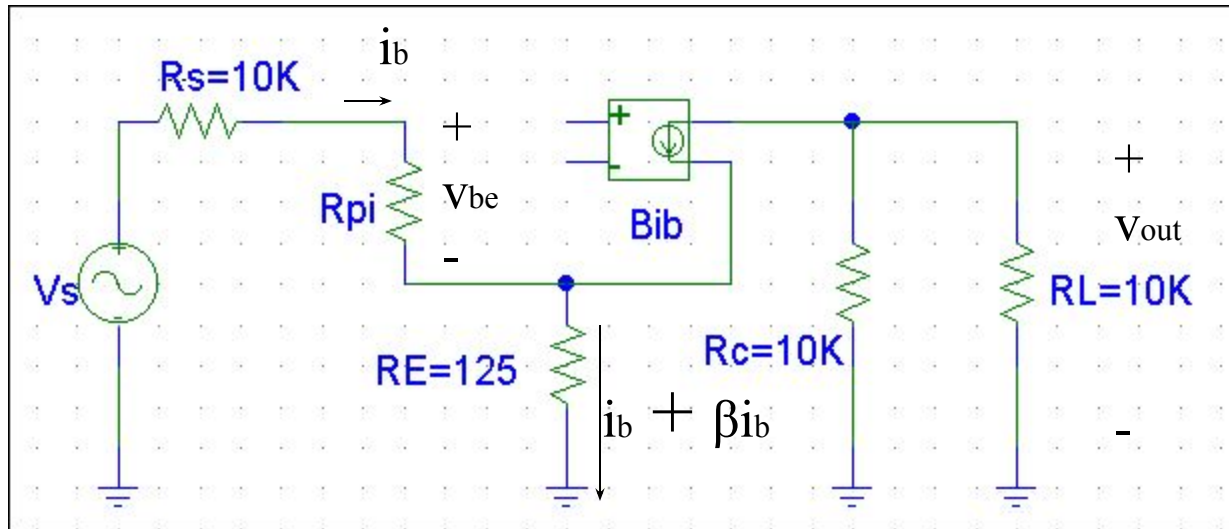 ib
Rs=10K
+
+
-
Rpi
vbe
-
Bib
+
vout
-
Vs
+
-
RL=10K
Rc=10K
RE=125
ib + βib